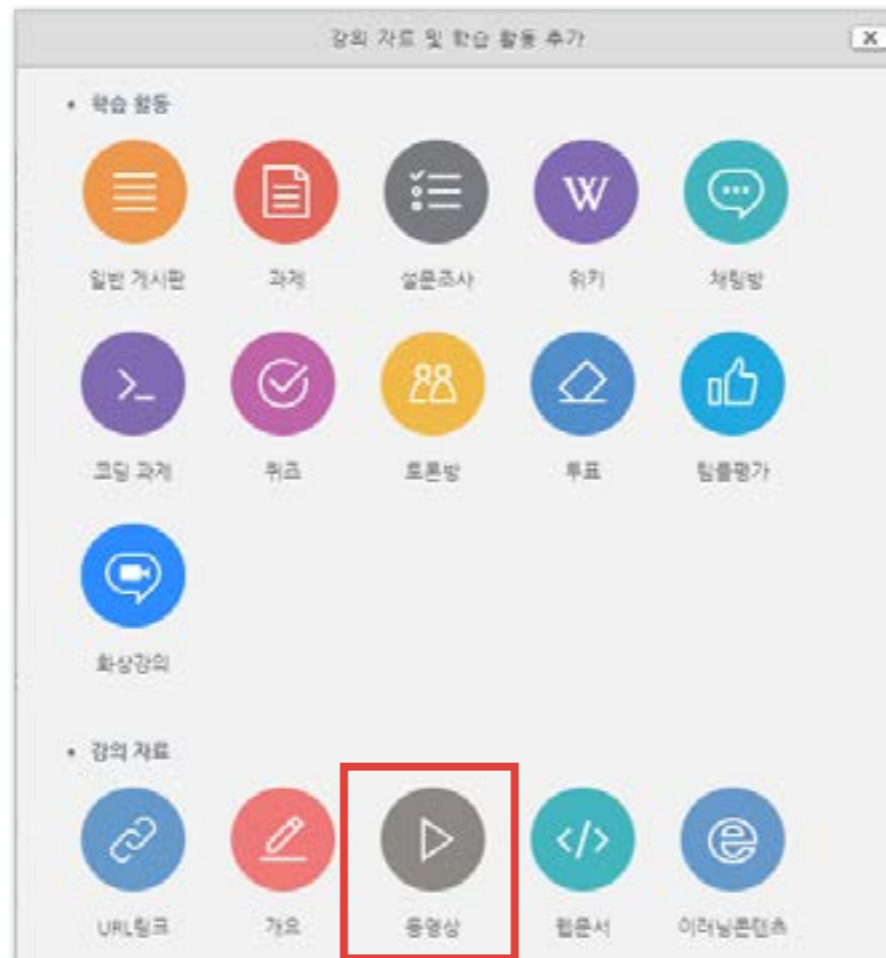 강의 자료 및 학습 활동 추가
X
학습 활동
일반 게시판 과제 설문조사 위키 채팅방
W
코딩 과제 퀴즈 토론방 투표 팀플평가
화상강의
강의 자료
URL링크 개요 동영상 웹문서 이러닝콘텐츠